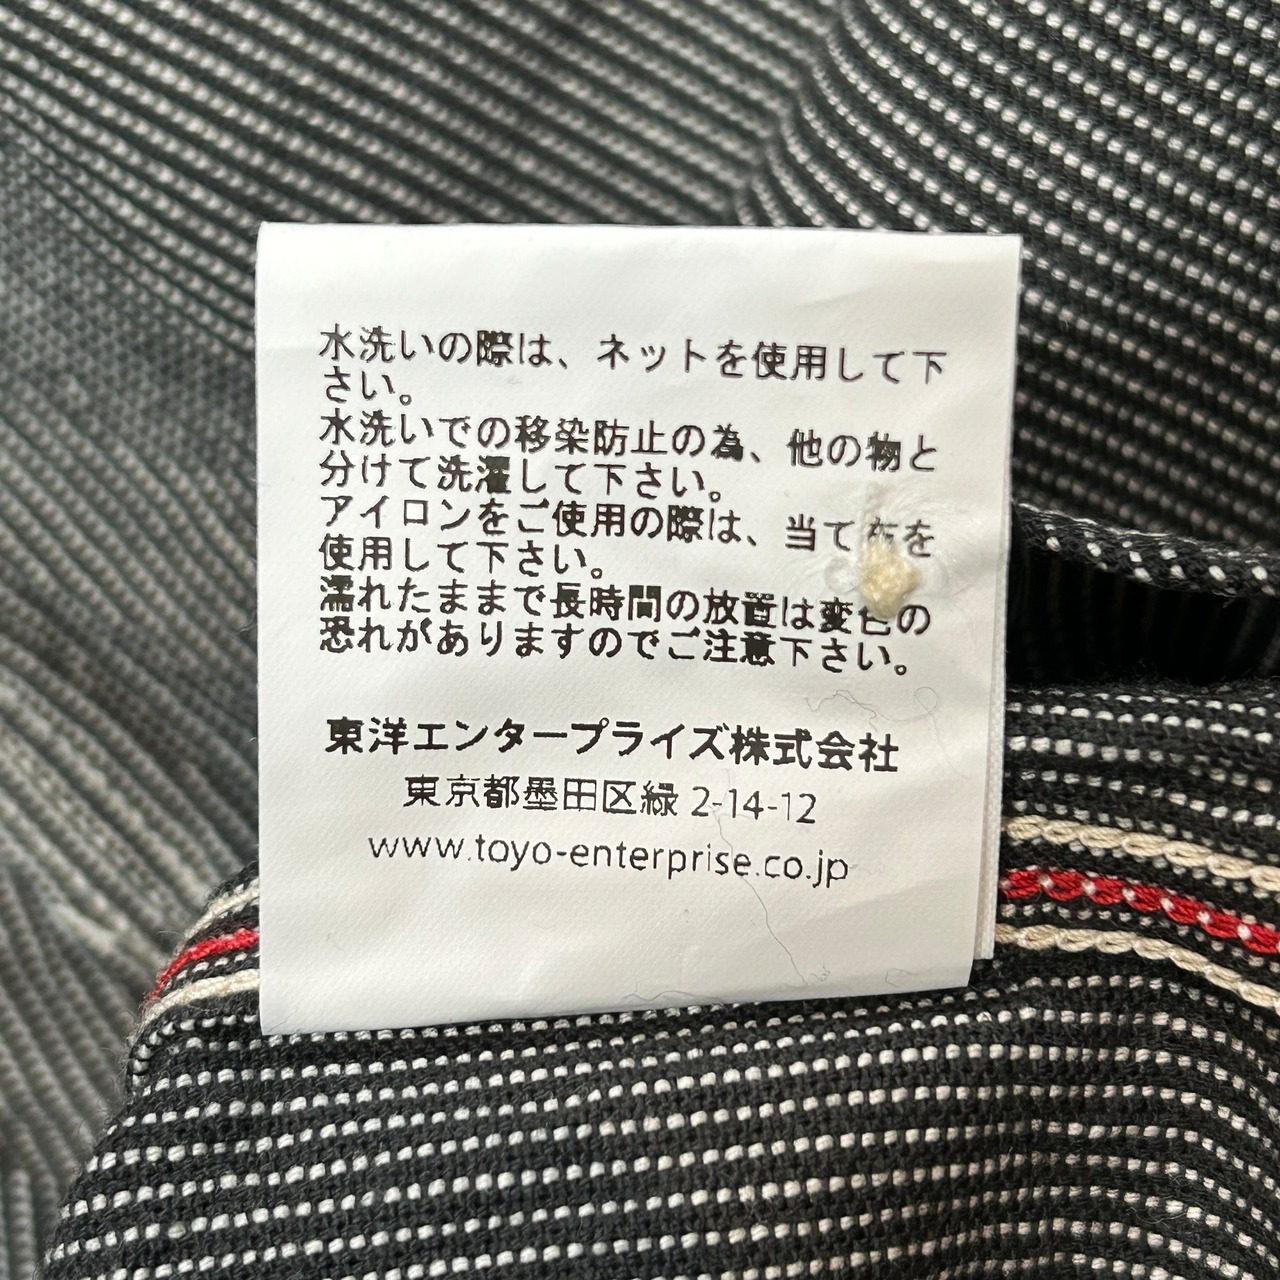 水洗いの際は、ネットを使用して下
さい。
水洗いでの移染防止の為、他の物と
分けて洗濯して下さい。
アイロンをご使用の際は、当て布を
使用して下さい。
濡れたままで長時間の放置は変色の
恐れがありますのでご注意下さい。
東洋エンタープライズ株式会社
東京都墨田区緑 2-14-12
www.toyo-enterprise.co.jp